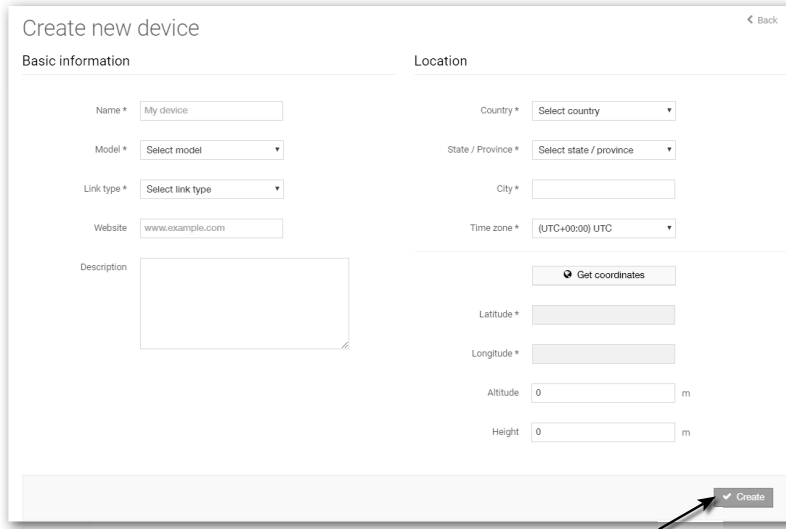 Create new device
Back
Basic information
Name *
My device
Model *
Select model
Link type *
Select link type
Website
www.example.com
Description
Location
Country *
Select country
State / Province *
Select state / province
City *
Time zone *
(UTC+00:00) UTC
Get coordinates
Latitude *
Longitude *
Altitude
0
m
Height
0
m
Create